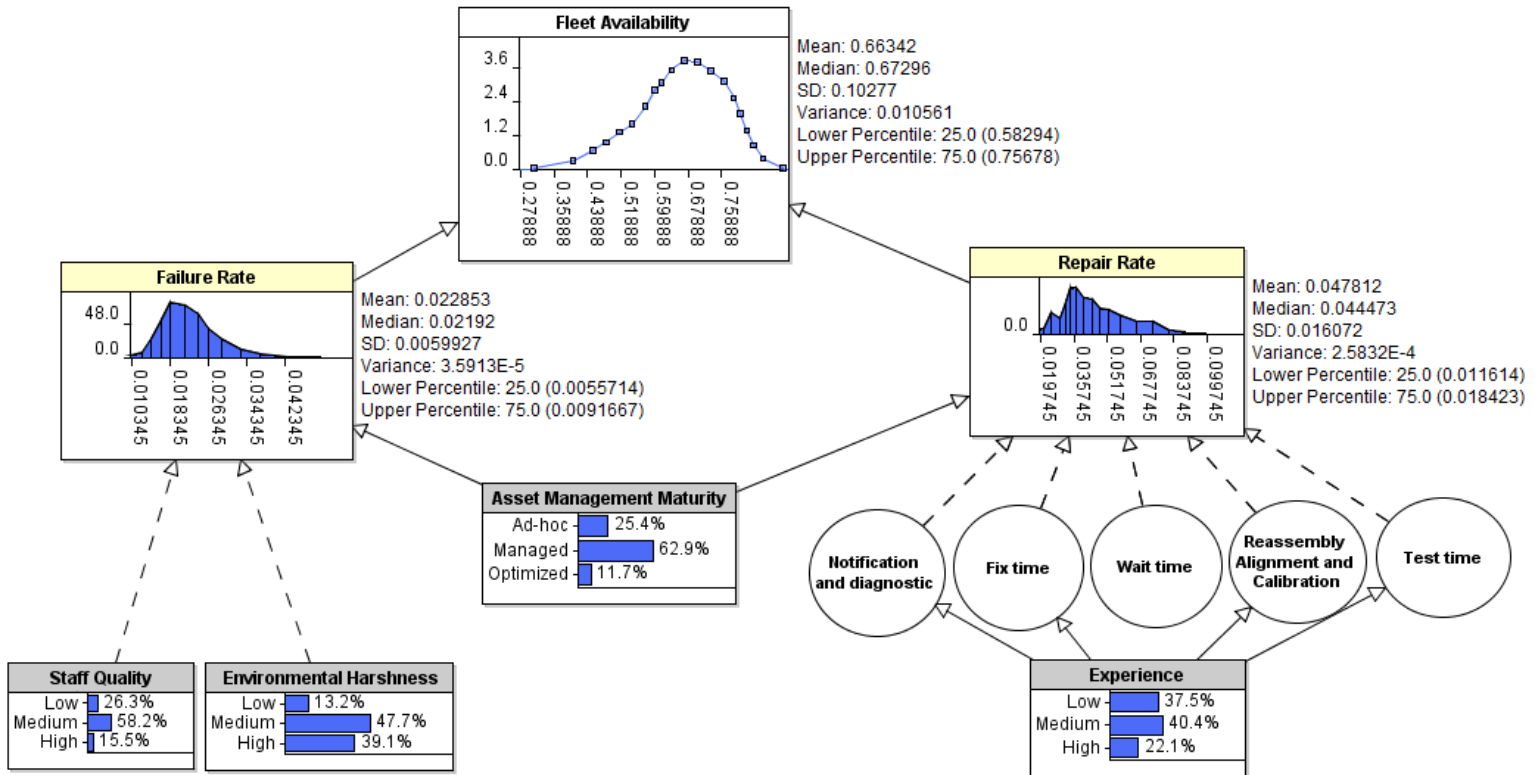 Fleet Availability
3.6
2.4
1.2
0.0
0.27888
0.35888
0.43888
0.51888
0.59888
0.67888
0.75888
Mean: 0.66342
Median: 0.67296
SD: 0.10277
Variance: 0.010561
Lower Percentile: 25.0 (0.58294)
Upper Percentile: 75.0 (0.75678)
Failure Rate
48.0
0.0
0.010345
0.018345
0.026345
0.034345
0.042345
Mean: 0.022853
Median: 0.02192
SD: 0.0059927
Variance: 3.5913E-5
Lower Percentile: 25.0 (0.0055714)
Upper Percentile: 75.0 (0.0091667)
Repair Rate
0.0
0.019745
0.035745
0.051745
0.067745
0.083745
0.099745
Mean: 0.047812
Median: 0.044473
SD: 0.016072
Variance: 2.5832E-4
Lower Percentile: 25.0 (0.011614)
Upper Percentile: 75.0 (0.018423)
Asset Management Maturity
Ad-hoc 25.4%
Managed 62.9%
Optimized 11.7%
Notification
and diagnostic
Fix time
Wait time
Reassembly
Alignment and
Calibration
Test time
Staff Quality
Low 26.3%
Medium 58.2%
High 15.5%
Environmental Harshness
Low 13.2%
Medium 47.7%
High 39.1%
Experience
Low 37.5%
Medium 40.4%
High 22.1%